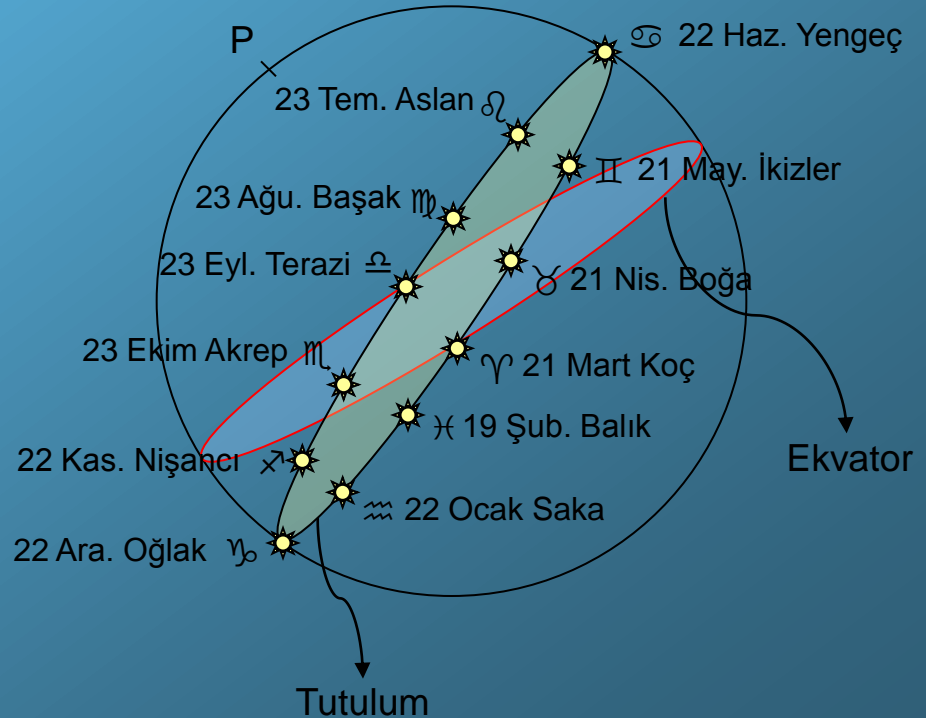 P
♋ 22 Haz. Yengeç
23 Tem. Aslan ♌
♊ 21 May. İkizler
23 Ağu. Başak ♍
23 Eyl. Terazi ♎
♉ 21 Nis. Boğa
23 Ekim Akrep ♏
♈ 21 Mart Koç
♓ 19 Şub. Balık
Ekvator
22 Kas. Nişancı ♐
♒ 22 Ocak Saka
22 Ara. Oğlak ♑
Tutulum